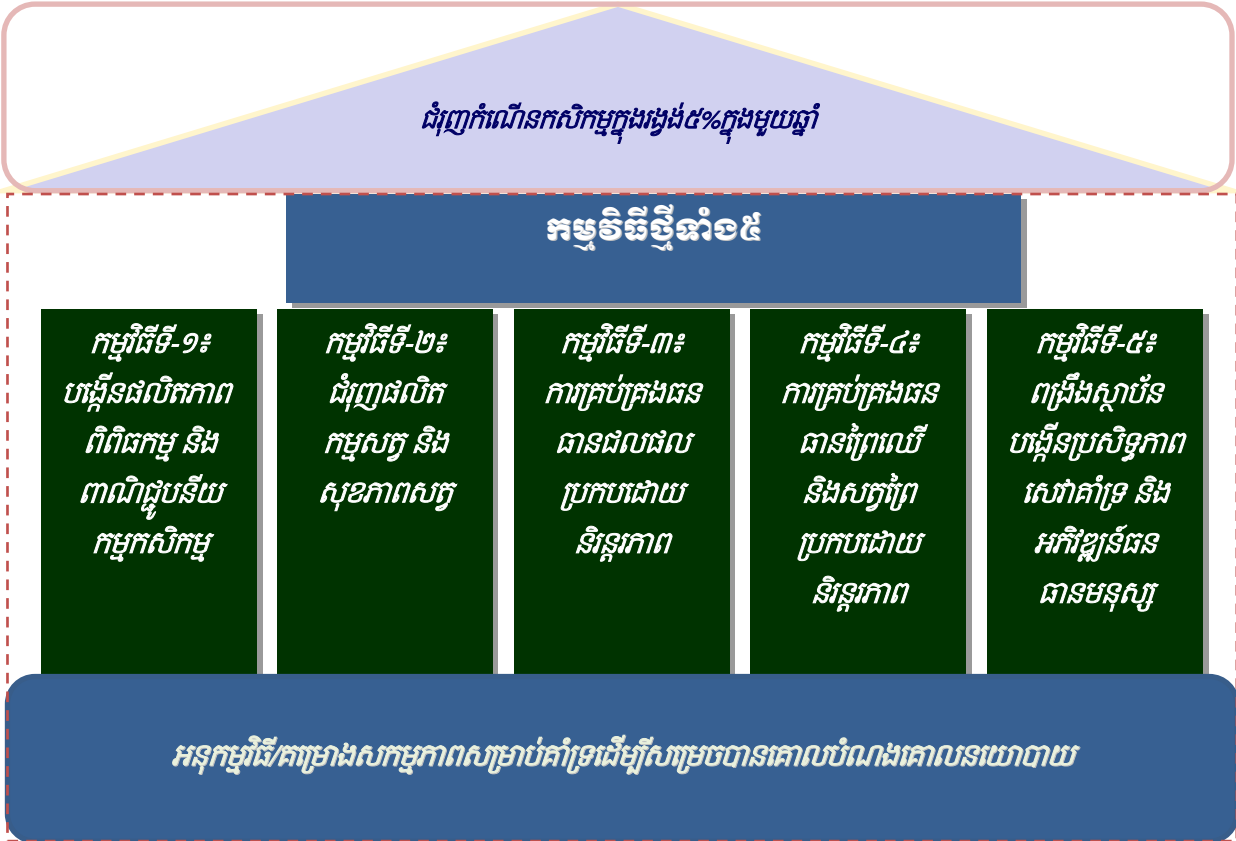 ជំរុញកំណើនកសិកម្មក្នុងរង្វង់៥%ក្នុងមួយឆ្នាំ
កម្មវិធីថ្មីទាំង៥
កម្មវិធីទី-១៖
បង្កើនផលិតភាព
ពិពិធកម្ម និង
ពាណិជ្ជូបនីយ
កម្មកសិកម្ម
កម្មវិធីទី-២៖
ជំរុញផលិត
កម្មសត្វ និង
សុខភាពសត្វ
កម្មវិធីទី-៣៖
ការគ្រប់គ្រងធន
ធានជលផល
ប្រកបដោយ
និរន្តរភាព
កម្មវិធីទី-៤៖
ការគ្រប់គ្រងធន
ធានព្រៃឈើ
និងសត្វព្រៃ
ប្រកបដោយ
និរន្តរភាព
កម្មវិធីទី-៥៖
ពង្រឹងស្ថាប័ន
បង្កើនប្រសិទ្ធភាព
សេវាគាំទ្រ និង
អភិវឌ្ឍន៍ធន
ធានមនុស្ស
អនុកម្មវិធី/គម្រោងសកម្មភាពសម្រាប់គាំទ្រដើម្បីសម្រេចបានគោលបំណងគោលនយោបាយ